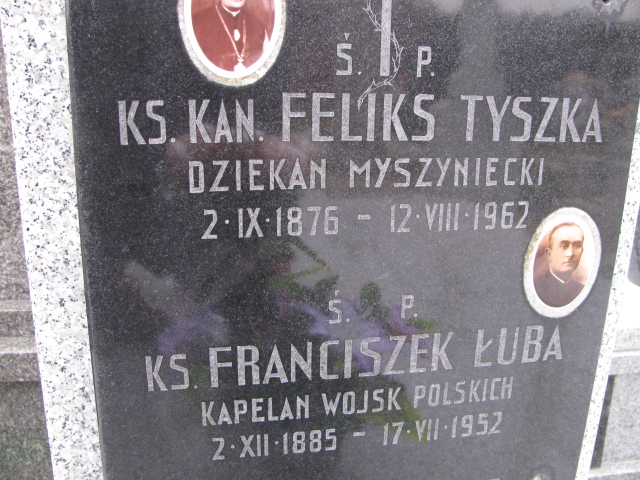 Ś. P.
KS. KAN. FELIKS TYSZKA
DZIEKAN MYSZYNIECKI
2·IX·1876 – 12·VIII·1962
Ś. P.
KS. FRANCISZEK ŁUBA
KAPELAN WOJSK POLSKICH
2·XII·1885 – 17·VII·1952